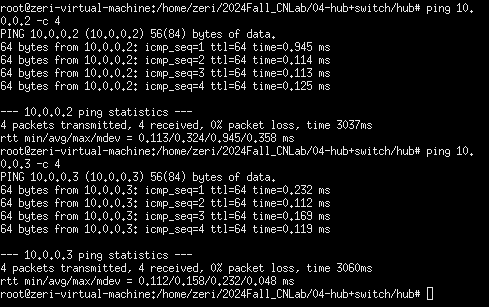 root@zeri-virtual-machine:/home/zeri/2024Fall_CNLab/04-hub+switch/hub# ping 10.
0.0.2 -c 4
PING 10.0.0.2 (10.0.0.2) 56(84) bytes of data.
64 bytes from 10.0.0.2: icmp_seq=1 ttl=64 time=0.945 ms
64 bytes from 10.0.0.2: icmp_seq=2 ttl=64 time=0.114 ms
64 bytes from 10.0.0.2: icmp_seq=3 ttl=64 time=0.113 ms
64 bytes from 10.0.0.2: icmp_seq=4 ttl=64 time=0.125 ms

--- 10.0.0.2 ping statistics ---
4 packets transmitted, 4 received, 0% packet loss, time 3037ms
rtt min/avg/max/mdev = 0.113/0.324/0.945/0.358 ms
root@zeri-virtual-machine:/home/zeri/2024Fall_CNLab/04-hub+switch/hub# ping 10.
0.0.3 -c 4
PING 10.0.0.3 (10.0.0.3) 56(84) bytes of data.
64 bytes from 10.0.0.3: icmp_seq=1 ttl=64 time=0.232 ms
64 bytes from 10.0.0.3: icmp_seq=2 ttl=64 time=0.112 ms
64 bytes from 10.0.0.3: icmp_seq=3 ttl=64 time=0.169 ms
64 bytes from 10.0.0.3: icmp_seq=4 ttl=64 time=0.119 ms

--- 10.0.0.3 ping statistics ---
4 packets transmitted, 4 received, 0% packet loss, time 3060ms
rtt min/avg/max/mdev = 0.112/0.158/0.232/0.048 ms
root@zeri-virtual-machine:/home/zeri/2024Fall_CNLab/04-hub+switch/hub#